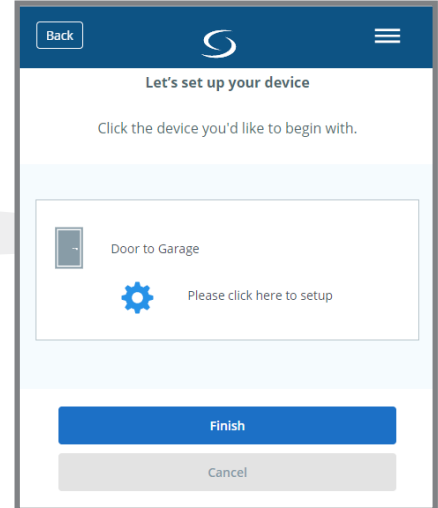 Back
Let's set up your device
Click the device you'd like to begin with.
Door to Garage
Please click here to setup
Finish
Cancel